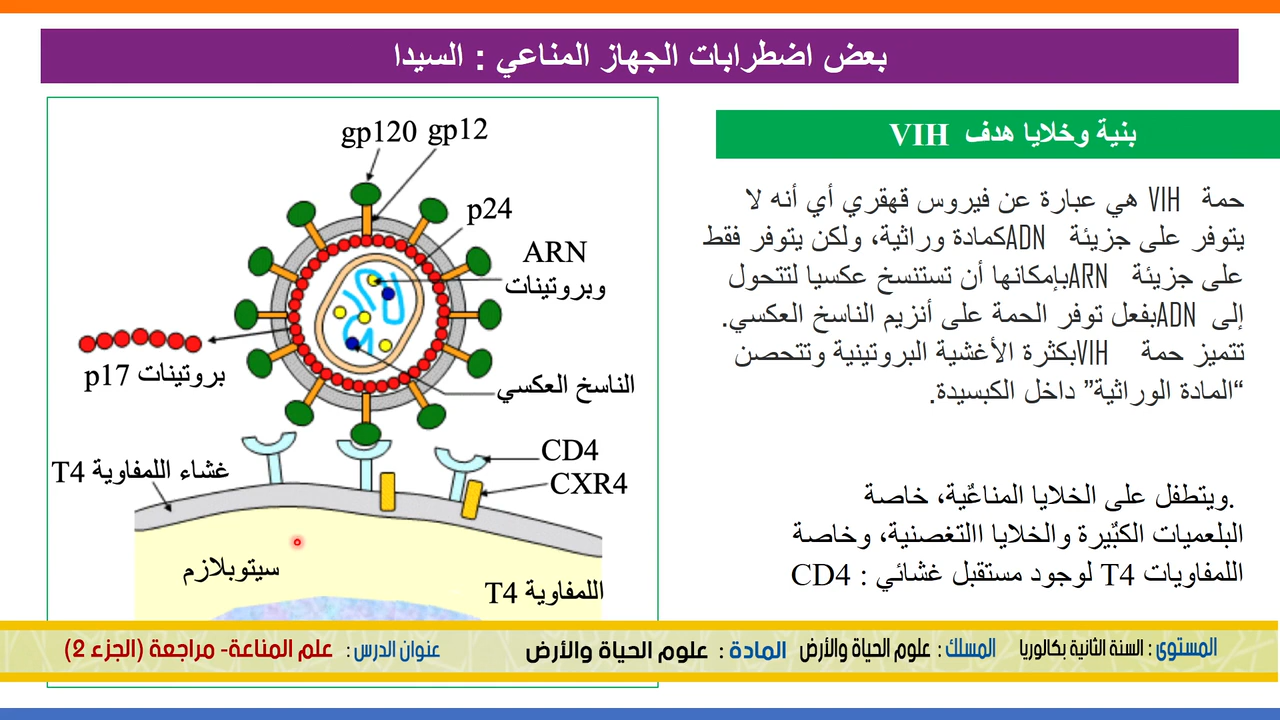 بعض اضطرابات الجهاز المناعي : السيدا
بنية وخلايا هدف VIH
حمة VIH هي عبارة عن فيروس قهقري أي أنه لا
يتوفر على جزيئة ADNكمادة وراثية، ولكن يتوفر فقط
على جزيئة ARNبإمكانها أن تستنسخ عكسيا لتتحول
إلى ADNبفعل توفر الحمة على أنزيم الناسخ العكسي.
تتميز حمة VIHبكثرة الأغشية البروتينية وتتحصن
“المادة الوراثية” داخل الكبسيدة.
.ويتطفل على الخلايا المناعٌية، خاصة
البلعميات الكبٌيرة والخلايا االتغصنية، وخاصة
اللمفاويات T4 لوجود مستقبل غشائي : CD4
gp120 gp12
p24
ARN
وبروتينات
بروتينات p17
الناسخ العكسي
CD4
CXR4
غشاء اللمفاوية T4
سيتوبلازم
اللمفاوية T4
المستوى : السنة الثانية بكالوريا المسلك : علوم الحياة والأرض المادة : علوم الحياة والأرض عنوان الدرس : علم المناعة- مراجعة (الجزء 2)